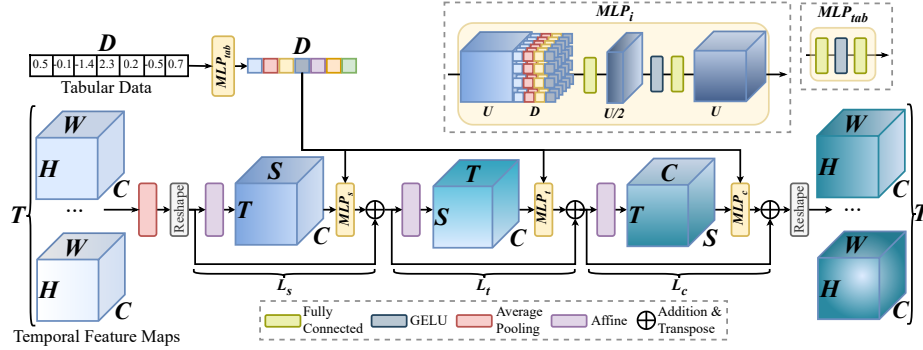 D
0.5 -0.1 -1.4 2.3 0.2 -0.5 0.7
Tabular Data
MLP_tab
D
MLP_i
U
D
U/2
U
MLP_tab
T
W
H
C
...
W
H
C
Temporal Feature Maps
Reshape
S
T
C
MLP_s
L_s
T
S
C
MLP_t
L_t
C
T
S
MLP_c
L_c
Reshape
W
H
C
...
W
H
C
T
Fully
Connected
GELU
Average
Pooling
Affine
Addition &
Transpose